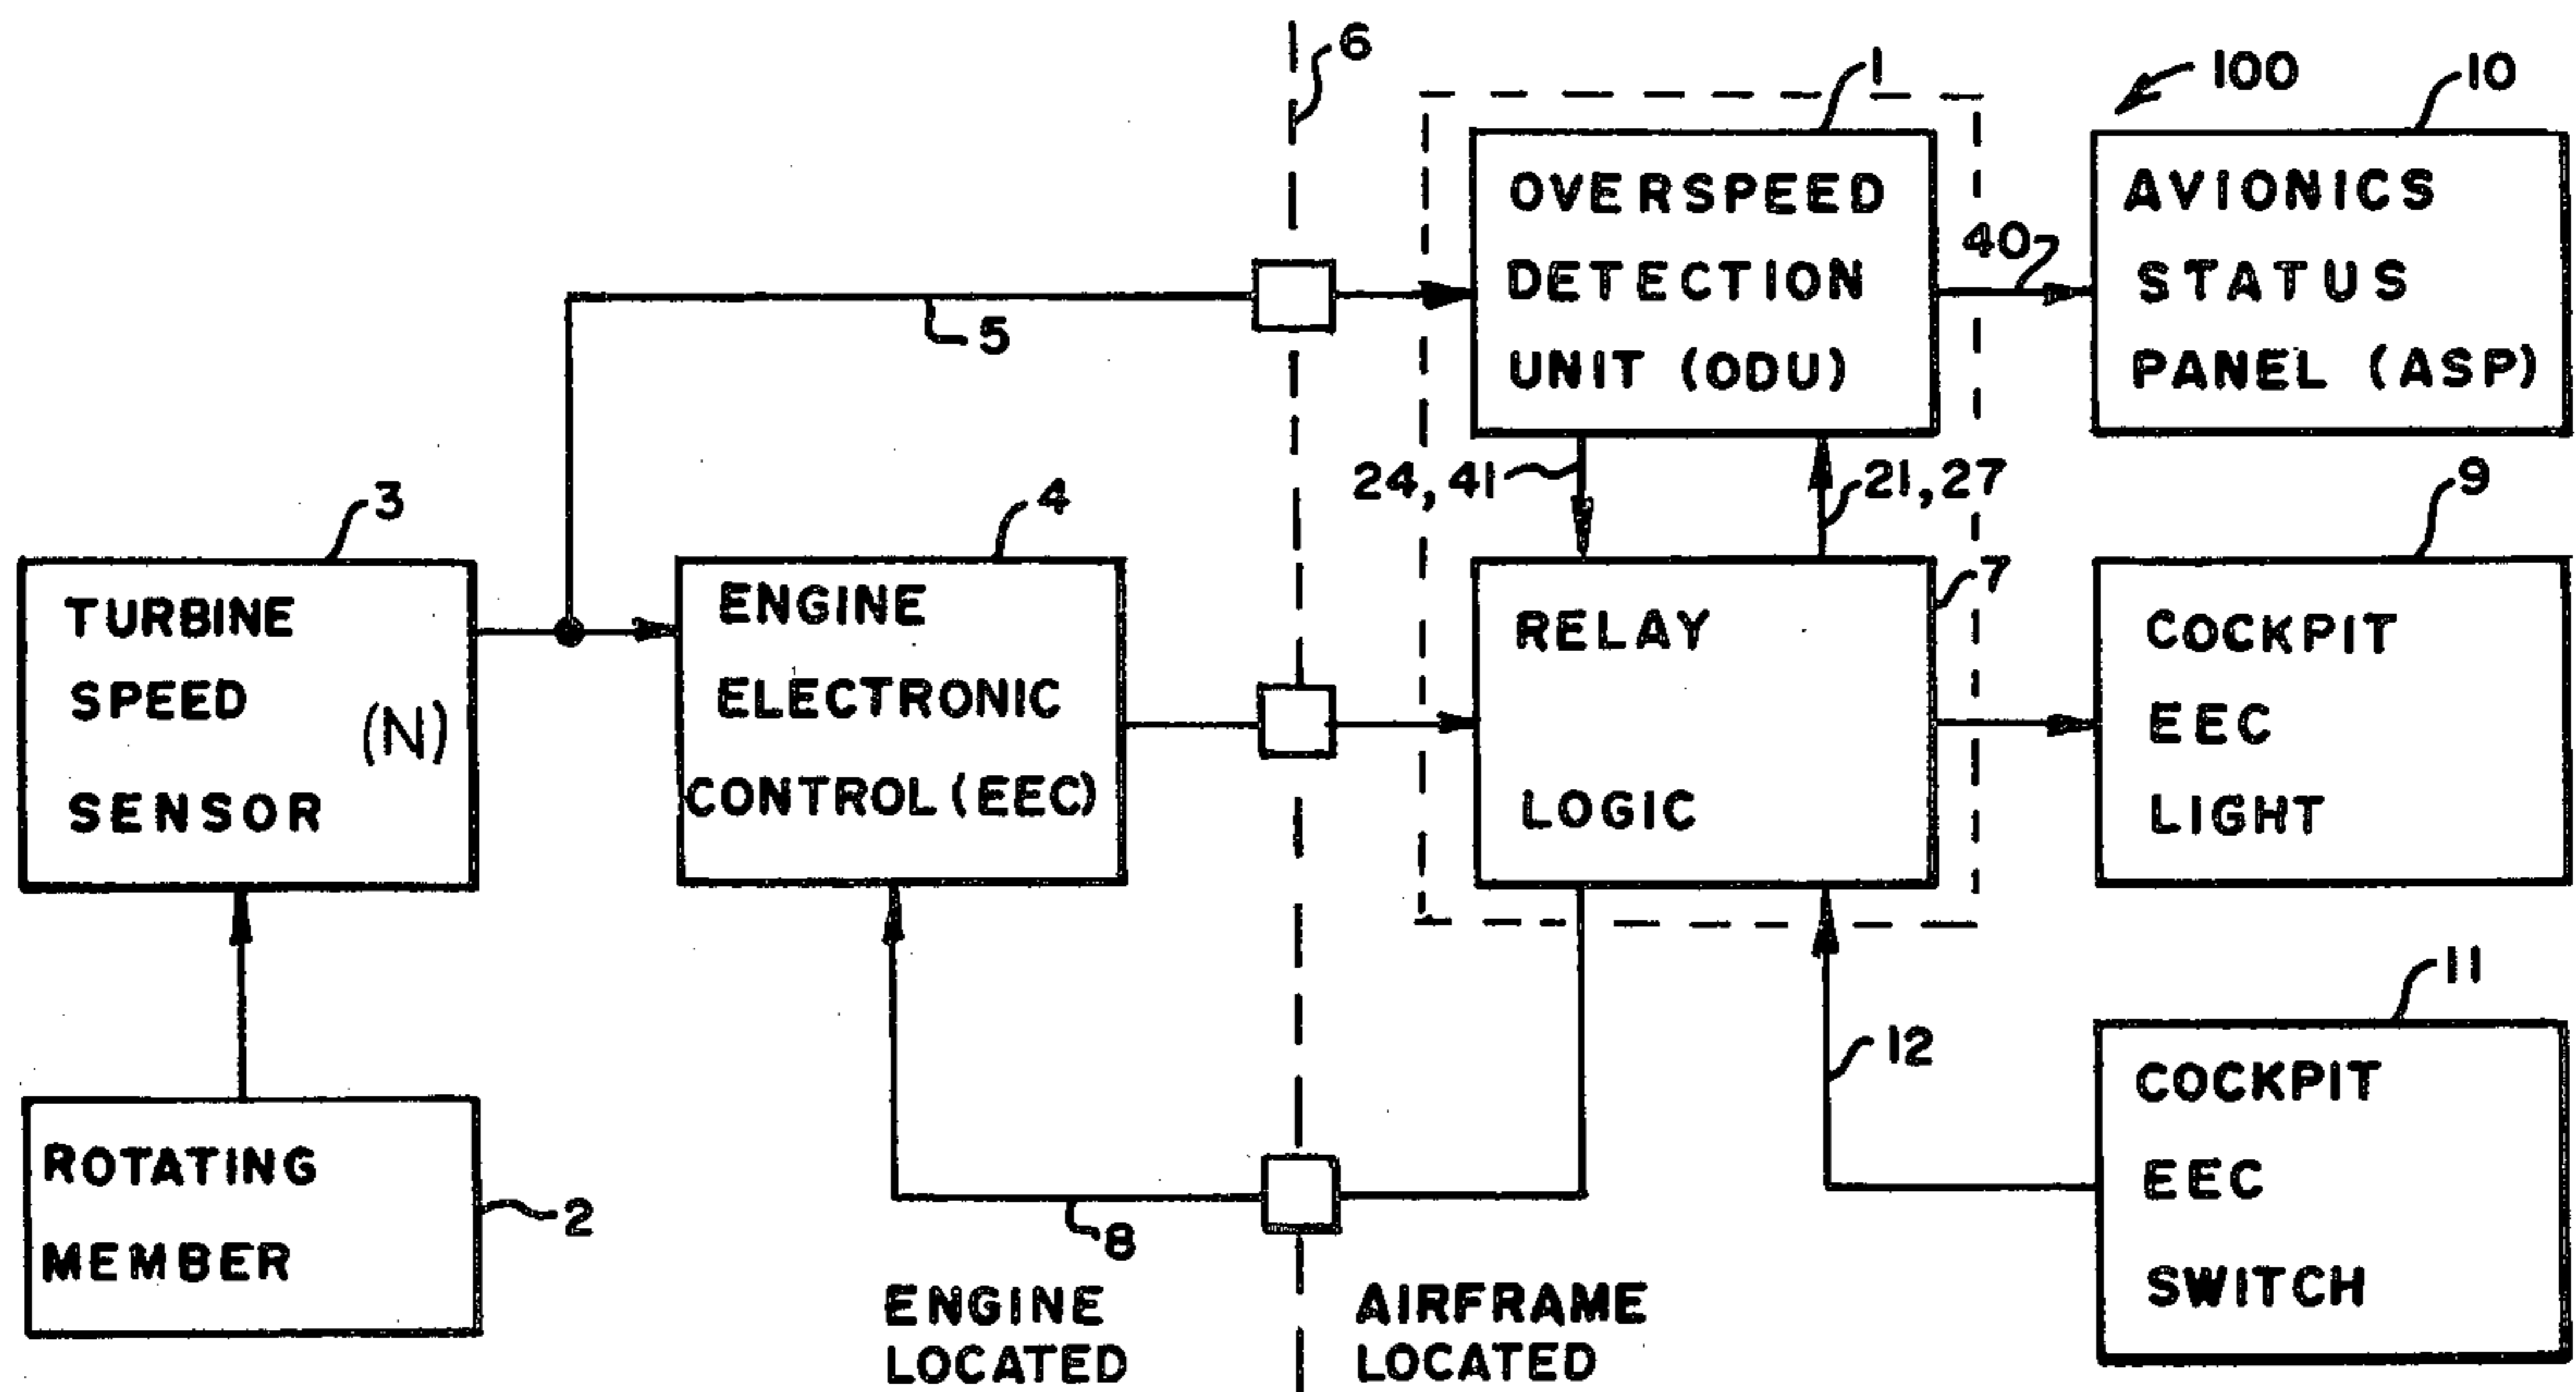 6
1
100
10
OVERSPEED
DETECTION
UNIT (ODU)
40
AVIONICS
STATUS
PANEL (ASP)
5
24, 41
21, 27
3
4
7
9
TURBINE
SPEED
(N)
SENSOR
ENGINE
ELECTRONIC
CONTROL (EEC)
RELAY
LOGIC
COCKPIT
EEC
LIGHT
11
12
ROTATING
MEMBER
2
8
COCKPIT
EEC
SWITCH
ENGINE
LOCATED
AIRFRAME
LOCATED